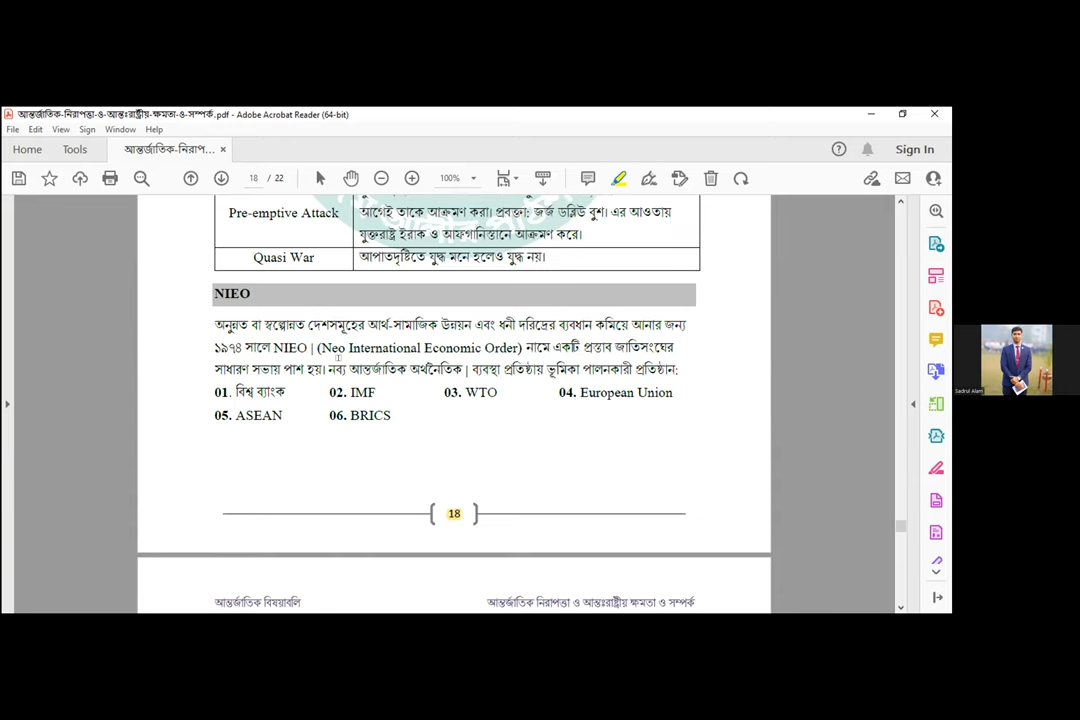 আন্তর্জাতিক-নিরাপত্তা-ও-আন্তঃরাষ্ট্রীয়-ক্ষমতা-ও-সম্পর্ক.pdf - Adobe Acrobat Reader (64-bit)
File Edit View Sign Window Help
Home Tools আন্তর্জাতিক-নিরাপ... × Sign In
18 / 22 100%
Pre-emptive Attack আগেই তাকে আক্রমণ করা। প্রবক্তা: জর্জ ডব্লিউ বুশ। এর আওতায়
যুক্তরাষ্ট্র ইরাক ও আফগানিস্তানে আক্রমণ করে।
Quasi War আপাতদৃষ্টিতে যুদ্ধ মনে হলেও যুদ্ধ নয়।
NIEO
অনুন্নত বা স্বল্পোন্নত দেশসমূহের আর্থ-সামাজিক উন্নয়ন এবং ধনী দরিদ্রের ব্যবধান কমিয়ে আনার জন্য
১৯৭৪ সালে NIEO | (Neo International Economic Order) নামে একটি প্রস্তাব জাতিসংঘের
সাধারণ সভায় পাশ হয়। নব্য আন্তর্জাতিক অর্থনৈতিক | ব্যবস্থা প্রতিষ্ঠায় ভূমিকা পালনকারী প্রতিষ্ঠান:
01. বিশ্ব ব্যাংক 02. IMF 03. WTO 04. European Union
05. ASEAN 06. BRICS
18
আন্তর্জাতিক বিষয়াবলি আন্তর্জাতিক নিরাপত্তা ও আন্তঃরাষ্ট্রীয় ক্ষমতা ও সম্পর্ক
Sadrul Alam